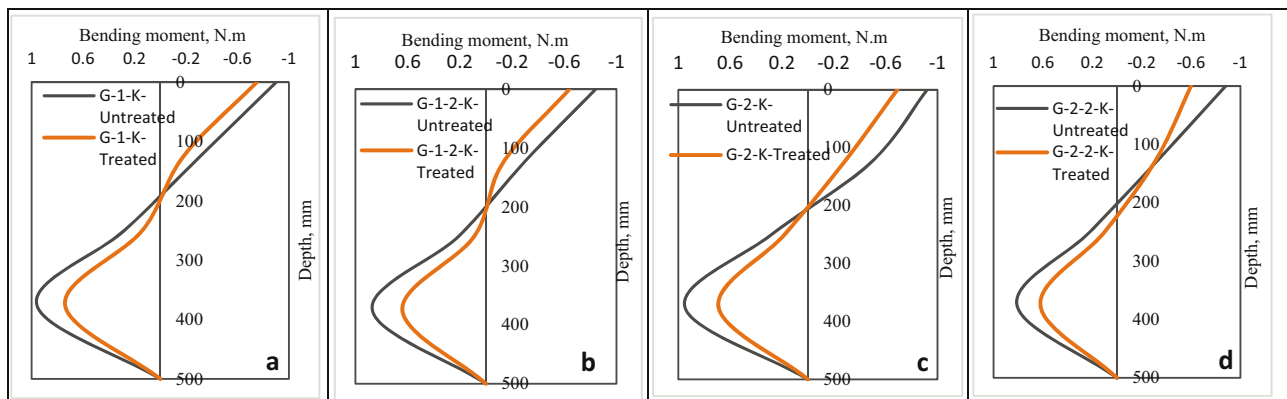 Bending moment, N.m
1 0.6 0.2 -0.2 -0.6 -1
0
G-1-K-
Untreated
G-1-K-
Treated
100
200
300
400
500
Depth, mm
a
Bending moment, N.m
1 0.6 0.2 -0.2 -0.6 -1
0
G-1-2-K-
Untreated
G-1-2-K-
Treated
100
200
300
400
500
Depth, mm
b
Bending moment, N.m
1 0.6 0.2 -0.2 -0.6 -1
0
G-2-K-
Untreated
G-2-K-Treated
100
200
300
400
500
Depth, mm
c
Bending moment, N.m
1 0.6 0.2 -0.2 -0.6 -1
0
G-2-2-K-
Untreated
G-2-2-K-
Treated
100
200
300
400
500
Depth, mm
d